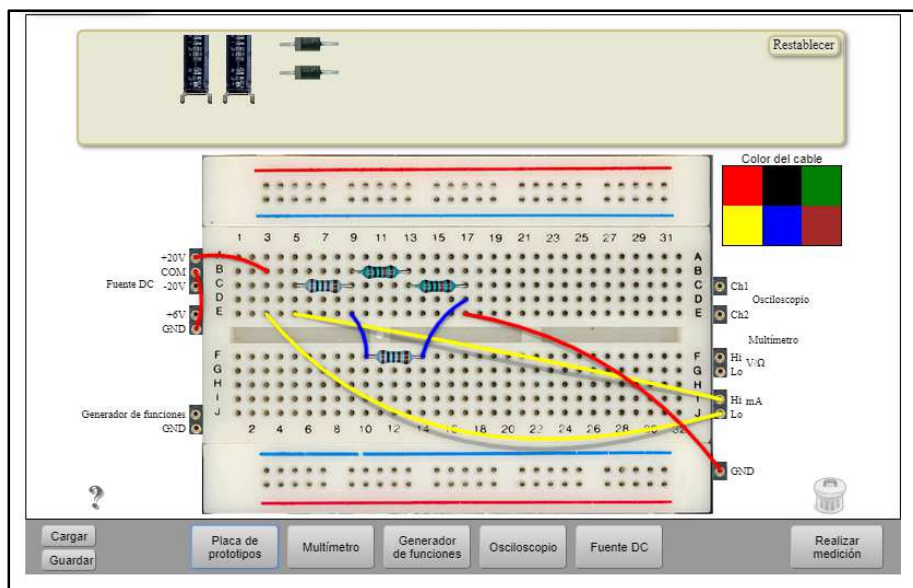 Restablecer
Color del cable
1 3 5 7 9 11 13 15 17 19 21 23 25 27 29 31
+20V
COM
Fuente DC
-20V
+6V
GND
A
B
C
D
E
A
B
C
D
E
Ch1
Osciloscopio
Ch2
Multímetro
F
G
H
I
J
F
G
H
I
J
Hi
V/Ω
Lo
Hi
mA
Lo
Generador de funciones
GND
2 4 6 8 10 12 14 16 18 20 22 24 26 28 30 32
GND
?
Cargar
Guardar
Placa de
prototipos
Multímetro
Generador
de funciones
Osciloscopio
Fuente DC
Realizar
medición